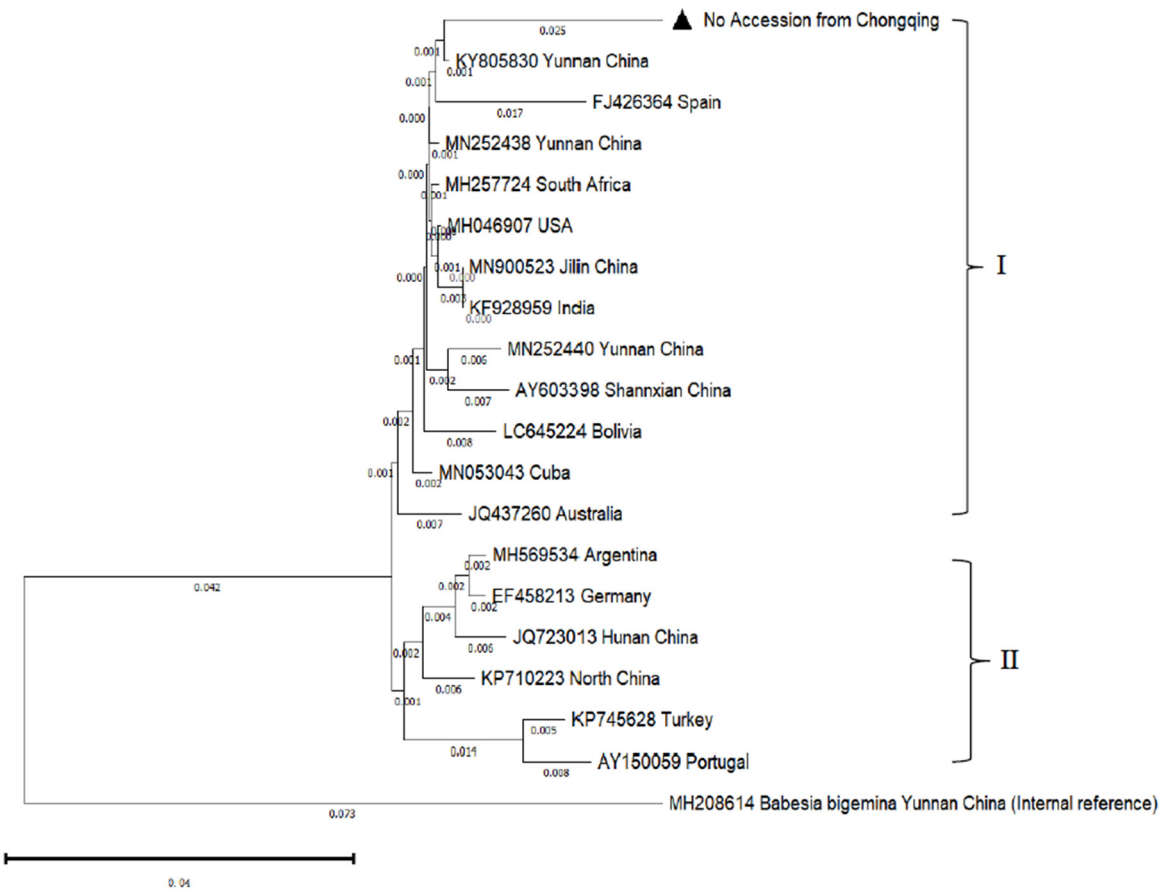 No Accession from Chongqing
0.025
0.001
KY805830 Yunnan China
0.001
0.001
FJ426364 Spain
0.017
0.000
MN252438 Yunnan China
0.001
0.000
MH257724 South Africa
0.001
MH046907 USA
0.000
MN900523 Jilin China
0.001
0.000
I
0.000
0.003
KF928959 India
0.000
MN252440 Yunnan China
0.006
0.001
0.002
AY603398 Shannxian China
0.007
0.002
LC645224 Bolivia
0.008
0.001
MN053043 Cuba
0.002
JQ437260 Australia
0.007
MH569534 Argentina
0.002
0.002
EF458213 Germany
0.002
0.042
0.004
JQ723013 Hunan China
0.006
0.002
II
KP710223 North China
0.006
0.001
KP745628 Turkey
0.005
0.014
AY150059 Portugal
0.008
MH208614 Babesia bigemina Yunnan China (Internal reference)
0.073
0.04